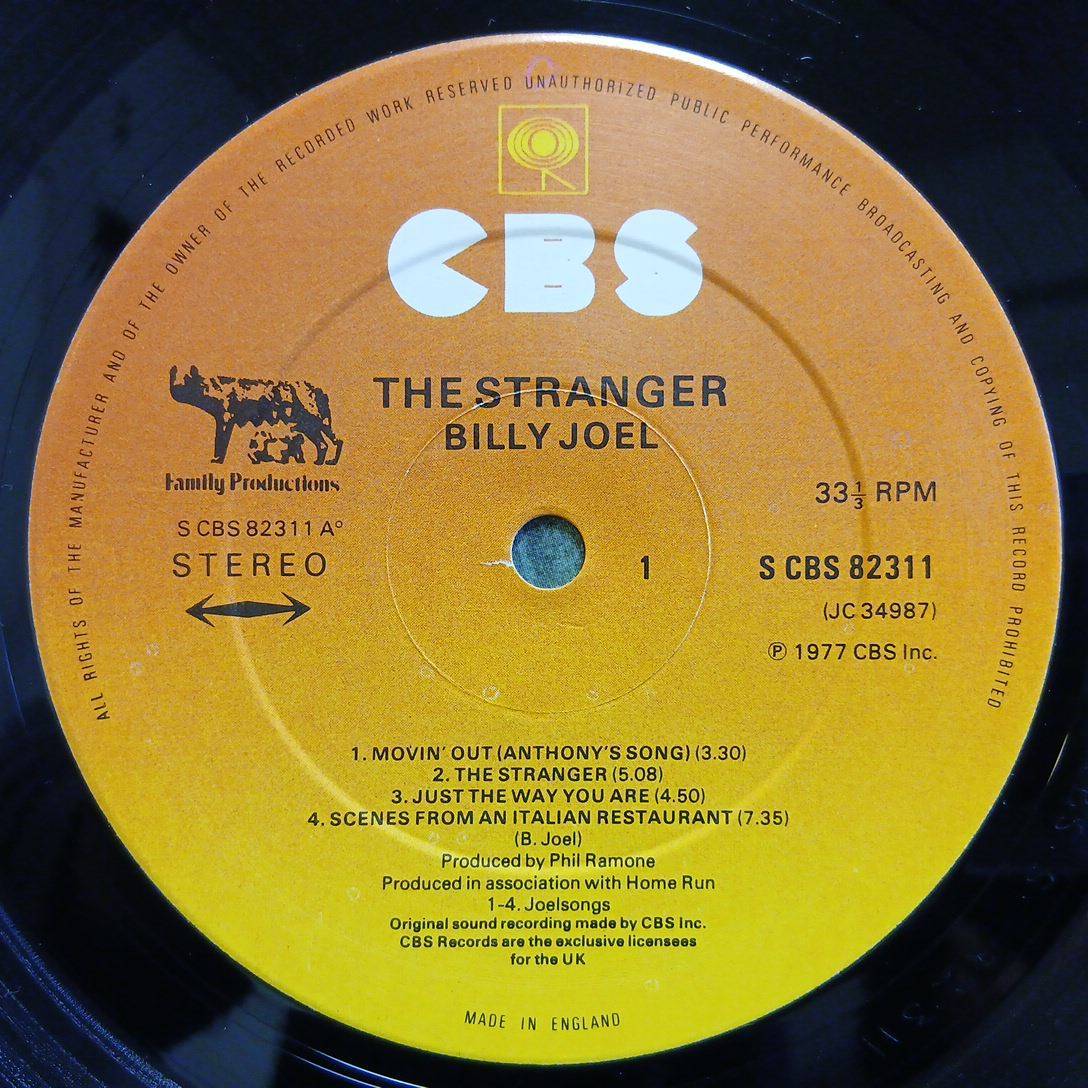 ALL RIGHTS OF THE MANUFACTURER AND OF THE OWNER OF THE RECORDED WORK RESERVED UNAUTHORIZED PUBLIC PERFORMANCE BROADCASTING AND COPYING OF THIS RECORD PROHIBITED
CBS
THE STRANGER
BILLY JOEL
Family Productions
33 1/3 RPM
S CBS 82311 A°
STEREO
1
S CBS 82311
(JC 34987)
℗ 1977 CBS Inc.
1. MOVIN' OUT (ANTHONY'S SONG) (3.30)
2. THE STRANGER (5.08)
3. JUST THE WAY YOU ARE (4.50)
4. SCENES FROM AN ITALIAN RESTAURANT (7.35)
(B. Joel)
Produced by Phil Ramone
Produced in association with Home Run
1-4. Joelsongs
Original sound recording made by CBS Inc.
CBS Records are the exclusive licensees
for the UK
MADE IN ENGLAND